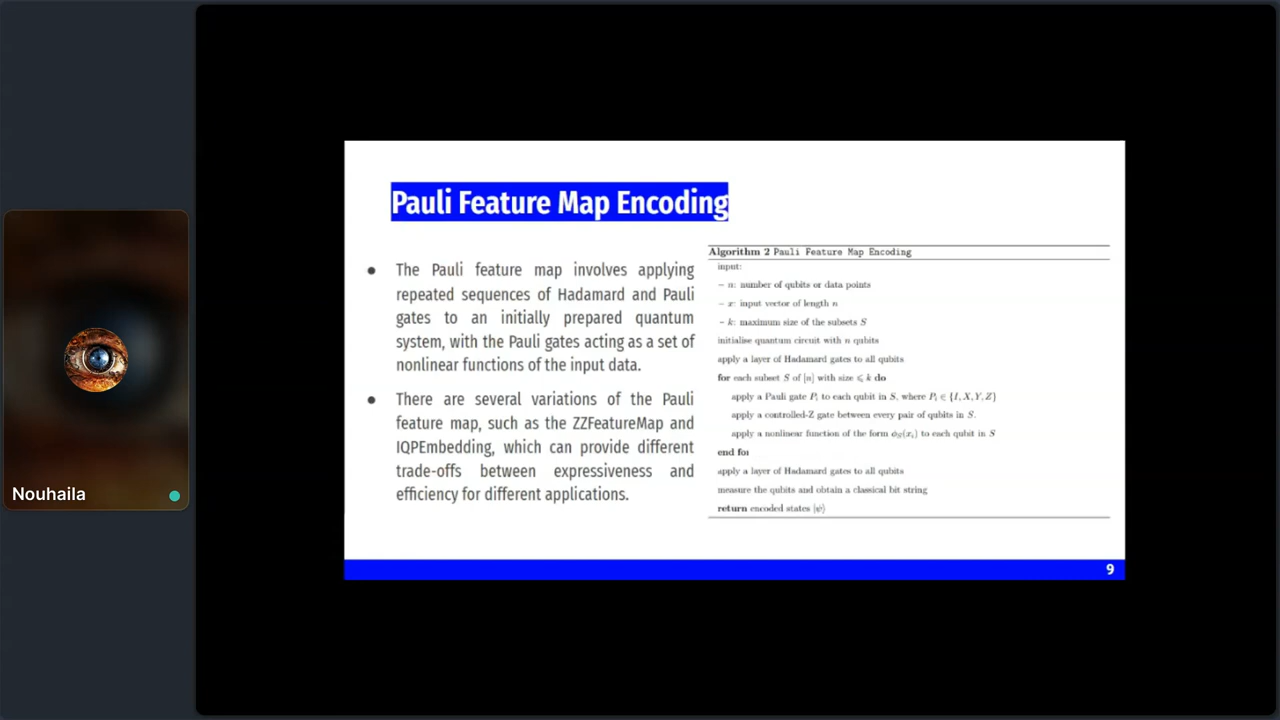 Nouhaila
Pauli Feature Map Encoding
● The Pauli feature map involves applying
repeated sequences of Hadamard and Pauli
gates to an initially prepared quantum
system, with the Pauli gates acting as a set of
nonlinear functions of the input data.
● There are several variations of the Pauli
feature map, such as the ZZFeatureMap and
IQPEmbedding, which can provide different
trade-offs between expressiveness and
efficiency for different applications.
Algorithm 2 Pauli Feature Map Encoding
input:
– n: number of qubits or data points
– x: input vector of length n
– k: maximum size of the subsets S
initialise quantum circuit with n qubits
apply a layer of Hadamard gates to all qubits
for each subset S of [n] with size ⩽ k do
apply a Pauli gate Pᵢ to each qubit in S, where Pᵢ ∈ {I, X, Y, Z}
apply a controlled-Z gate between every pair of qubits in S.
apply a nonlinear function of the form ϕ_S(xᵢ) to each qubit in S
end for
apply a layer of Hadamard gates to all qubits
measure the qubits and obtain a classical bit string
return encoded states |ψ⟩
9